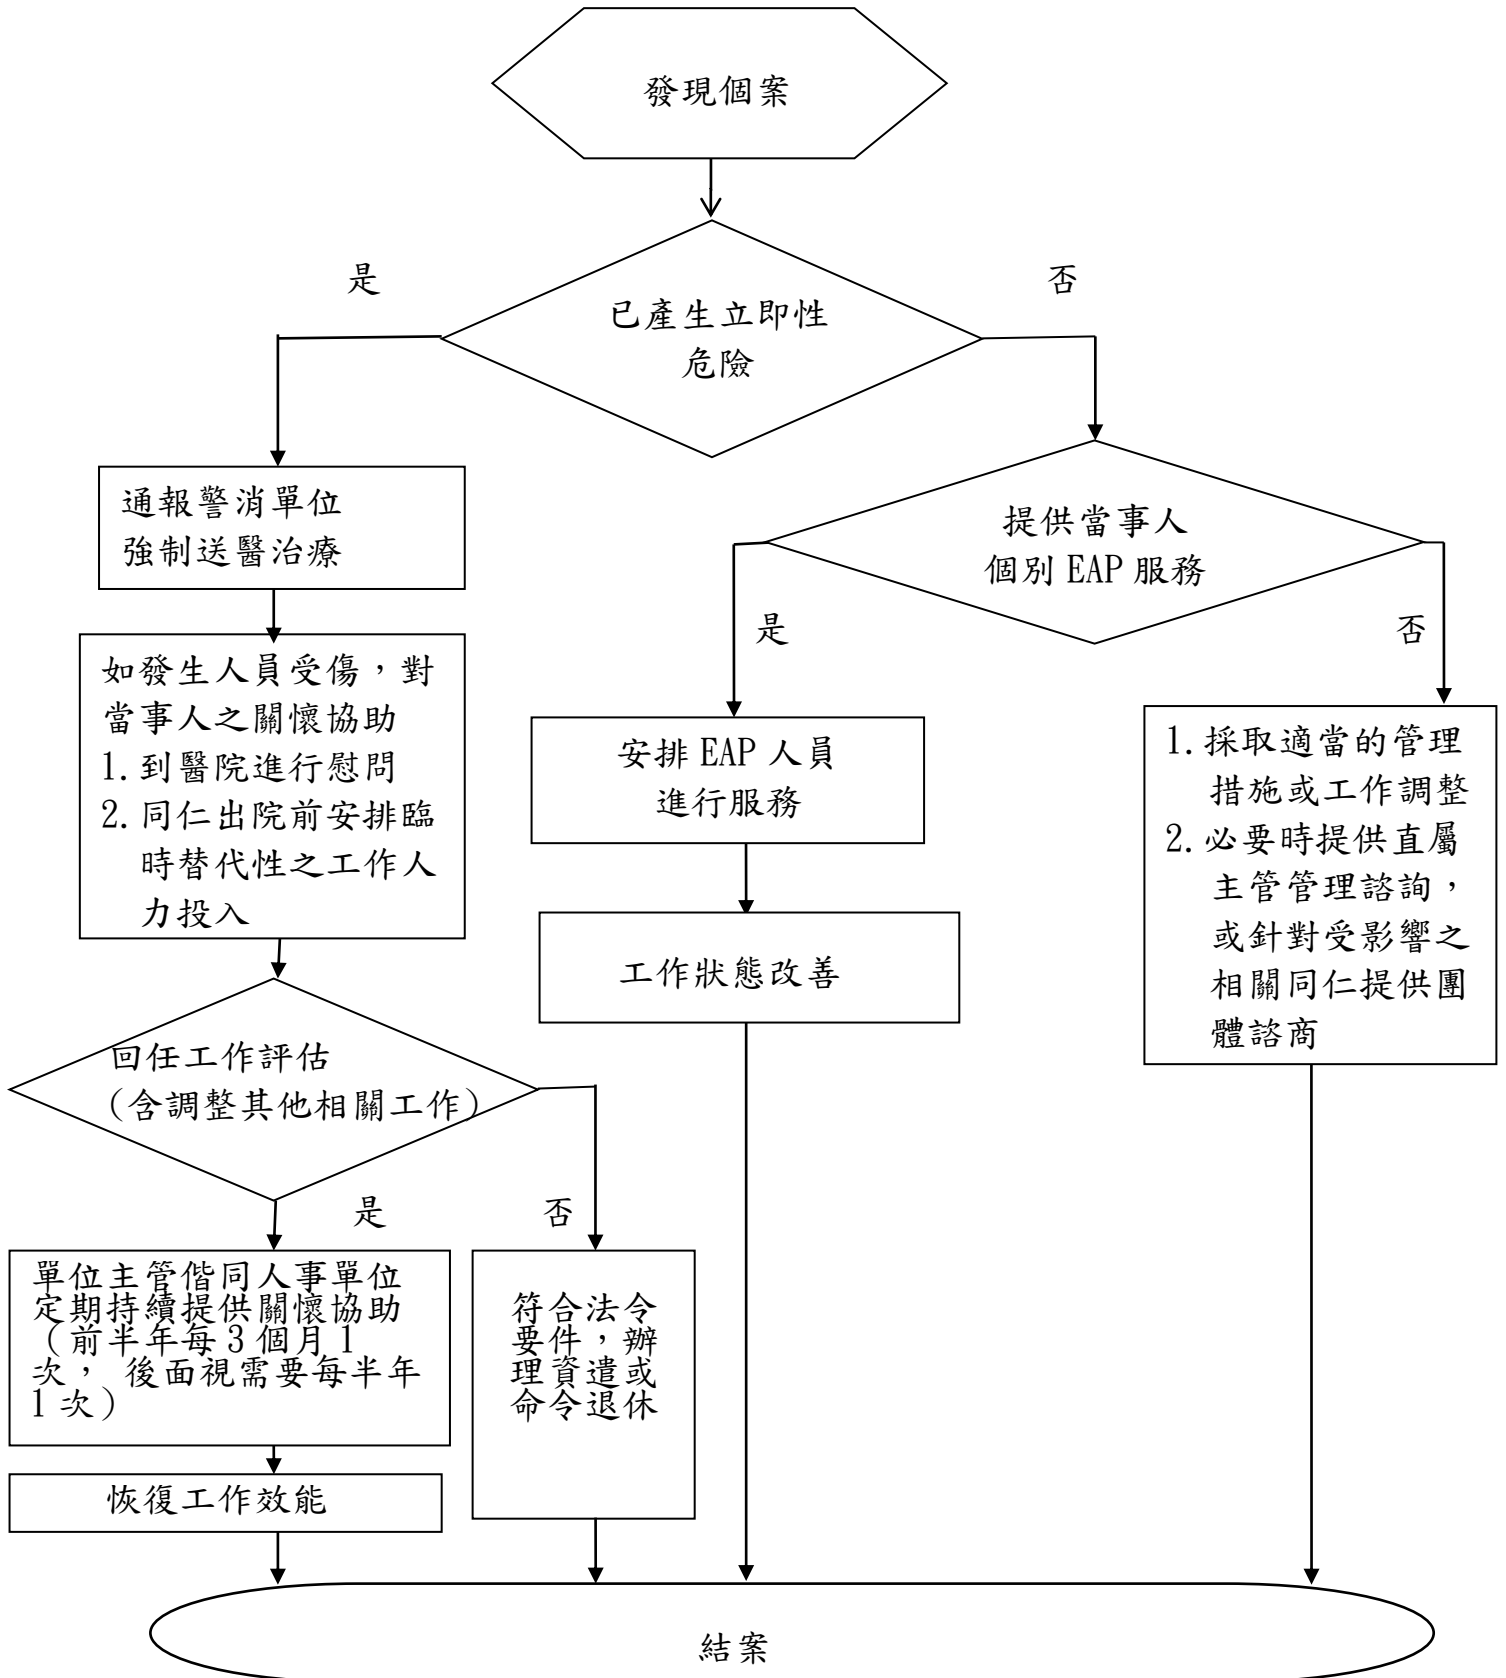 發現個案
是
否
已產生立即性
危險
通報警消單位
強制送醫治療
提供當事人
個別 EAP 服務
是
否
如發生人員受傷，對
當事人之關懷協助
1. 到醫院進行慰問
2. 同仁出院前安排臨
時替代性之工作人
力投入
安排 EAP 人員
進行服務
1. 採取適當的管理
措施或工作調整
2. 必要時提供直屬
主管管理諮詢，
或針對受影響之
相關同仁提供團
體諮商
工作狀態改善
回任工作評估
（含調整其他相關工作）
是
否
單位主管偕同人事單位
定期持續提供關懷協助
（前半年每 3 個月 1
次， 後面視需要每半年
1 次）
符合法令
要件，辦
理資遣或
命令退休
恢復工作效能
結案